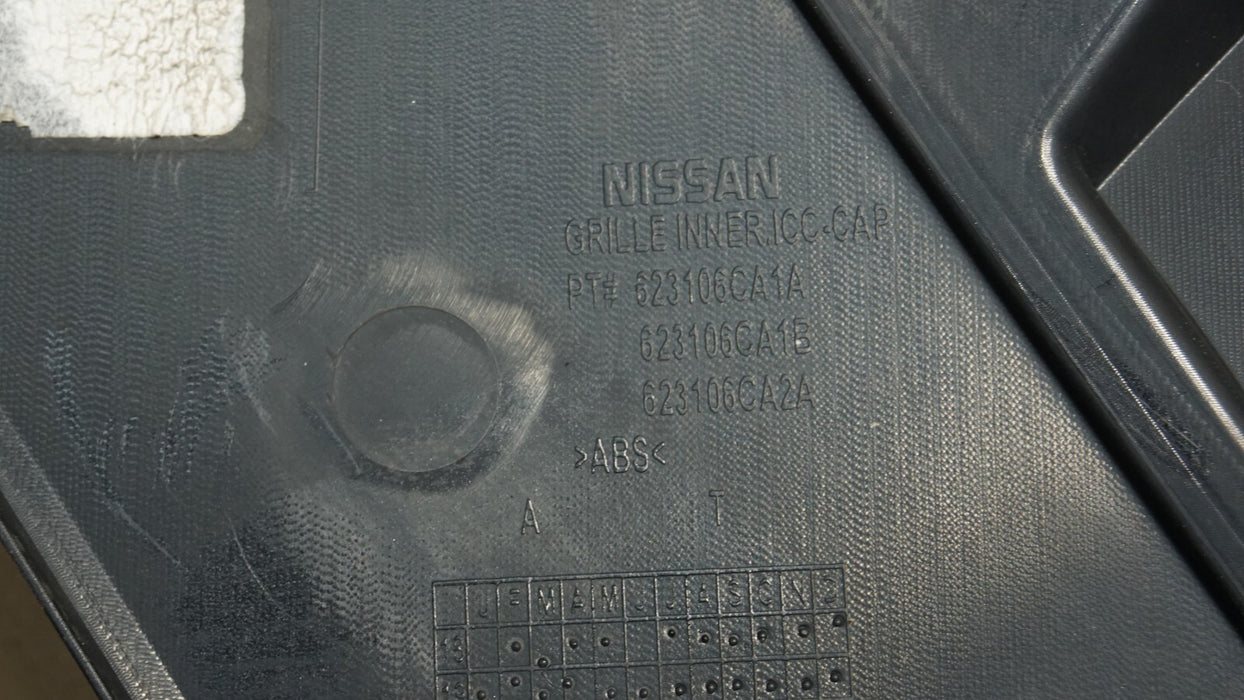 NISSAN
GRILLE INNER.ICC-CAP
PT# 623106CA1A
623106CA1B
623106CA2A
>ABS<
A T
J F M A M J J A S O N D